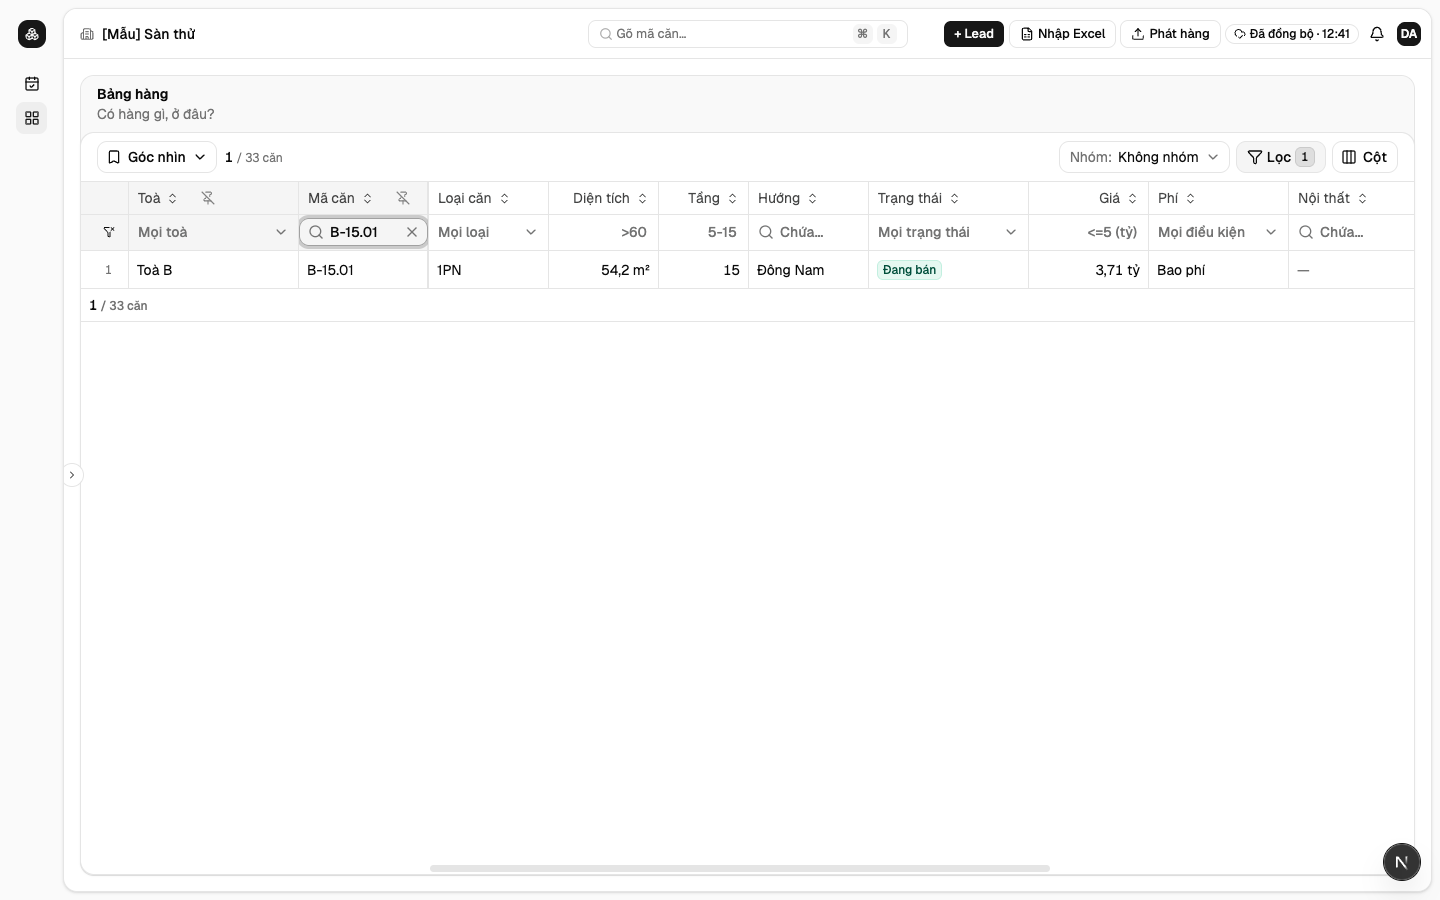 [Mẫu] Sàn thử
Gõ mã căn…
⌘ K
+ Lead
Nhập Excel
Phát hàng
Đã đồng bộ · 12:41
DA
Bảng hàng
Có hàng gì, ở đâu?
Góc nhìn
1 / 33 căn
Nhóm: Không nhóm
Lọc 1
Cột
Toà Mã căn Loại căn Diện tích Tầng Hướng Trạng thái Giá Phí Nội thất
Mọi toà B-15.01 Mọi loại >60 5-15 Chứa… Mọi trạng thái <=5 (tỷ) Mọi điều kiện Chứa…
1 Toà B B-15.01 1PN 54,2 m² 15 Đông Nam Đang bán 3,71 tỷ Bao phí —
1 / 33 căn
N